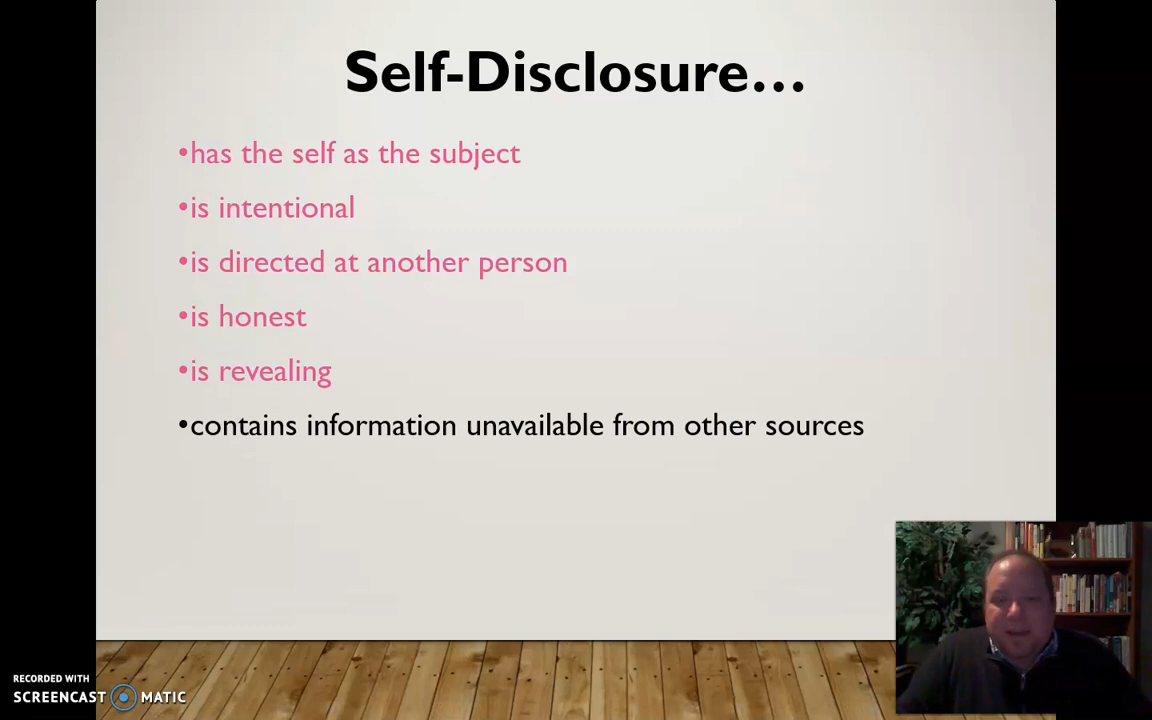 Self-Disclosure...
•has the self as the subject
•is intentional
•is directed at another person
•is honest
•is revealing
•contains information unavailable from other sources
RECORDED WITH
SCREENCAST MATIC